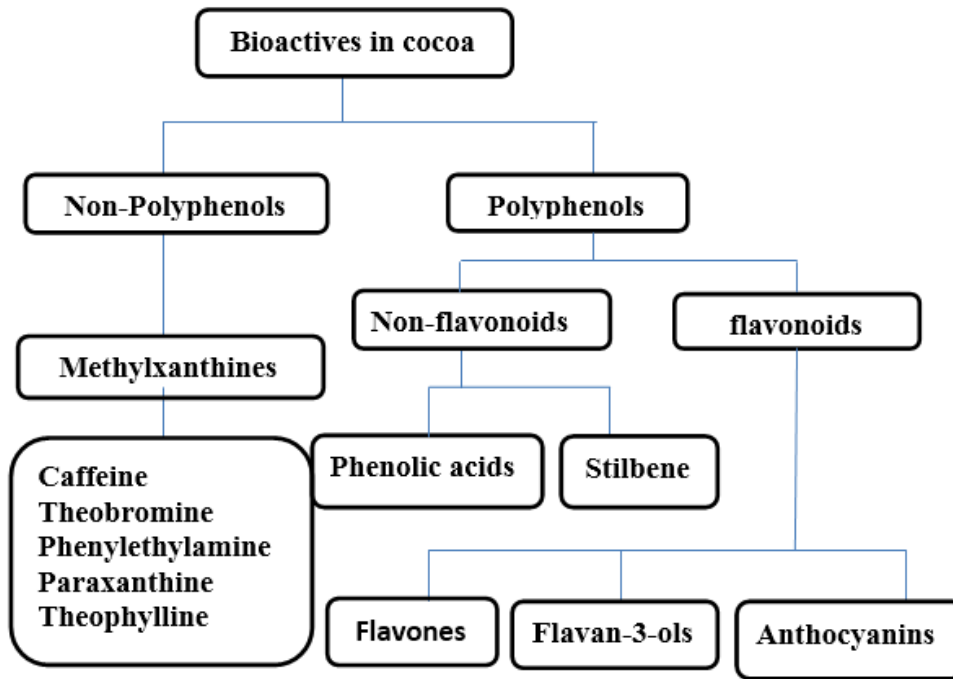 Bioactives in cocoa
Non-Polyphenols
Polyphenols
Non-flavonoids
flavonoids
Methylxanthines
Phenolic acids
Stilbene
Caffeine
Theobromine
Phenylethylamine
Paraxanthine
Theophylline
Flavones
Flavan-3-ols
Anthocyanins